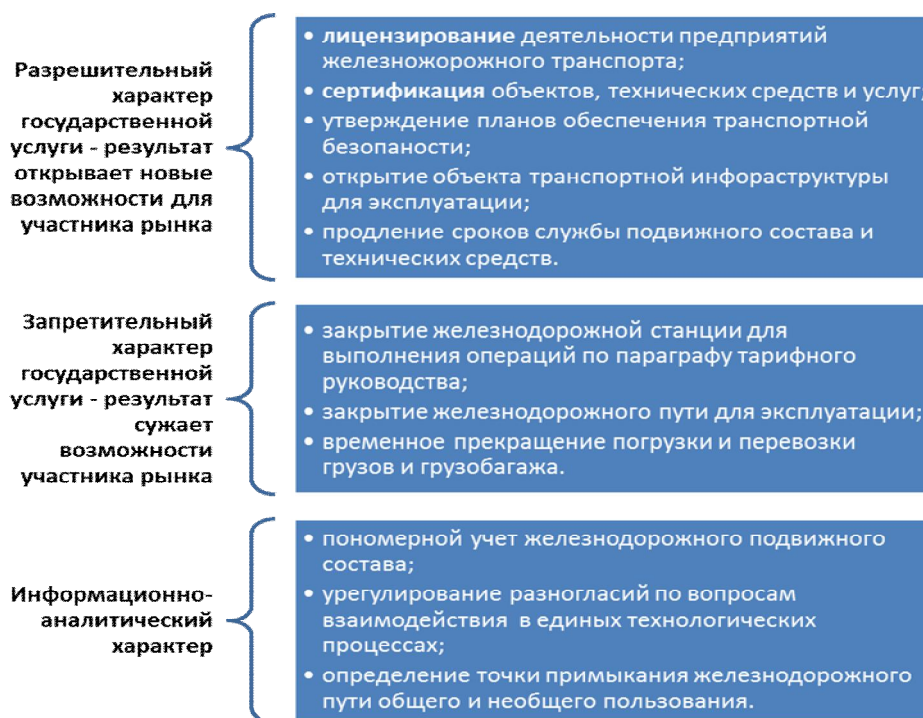 Разрешительный
характер
государственной
услуги - результат
открывает новые
возможности для
участника рынка
• лицензирование деятельности предприятий
железножорожного транспорта;
• сертификация объектов, технических средств и услуг;
• утверждение планов обеспечения транспортной
безопаности;
• открытие объекта транспортной инфораструктуры
для эксплуатации;
• продление сроков службы подвижного состава и
технических средств.
Запретительный
характер
государственной
услуги - результат
сужает
возможности
участника рынка
• закрытие железнодорожной станции для
выполнения операций по параграфу тарифного
руководства;
• закрытие железнодорожного пути для эксплуатации;
• временное прекращение погрузки и перевозки
грузов и грузобагажа.
Информационно-
аналитический
характер
• пономерной учет железнодорожного подвижного
состава;
• урегулирование разногласий по вопросам
взаимодействия в единых технологических
процессах;
• определение точки примыкания железнодорожного
пути общего и необщего пользования.